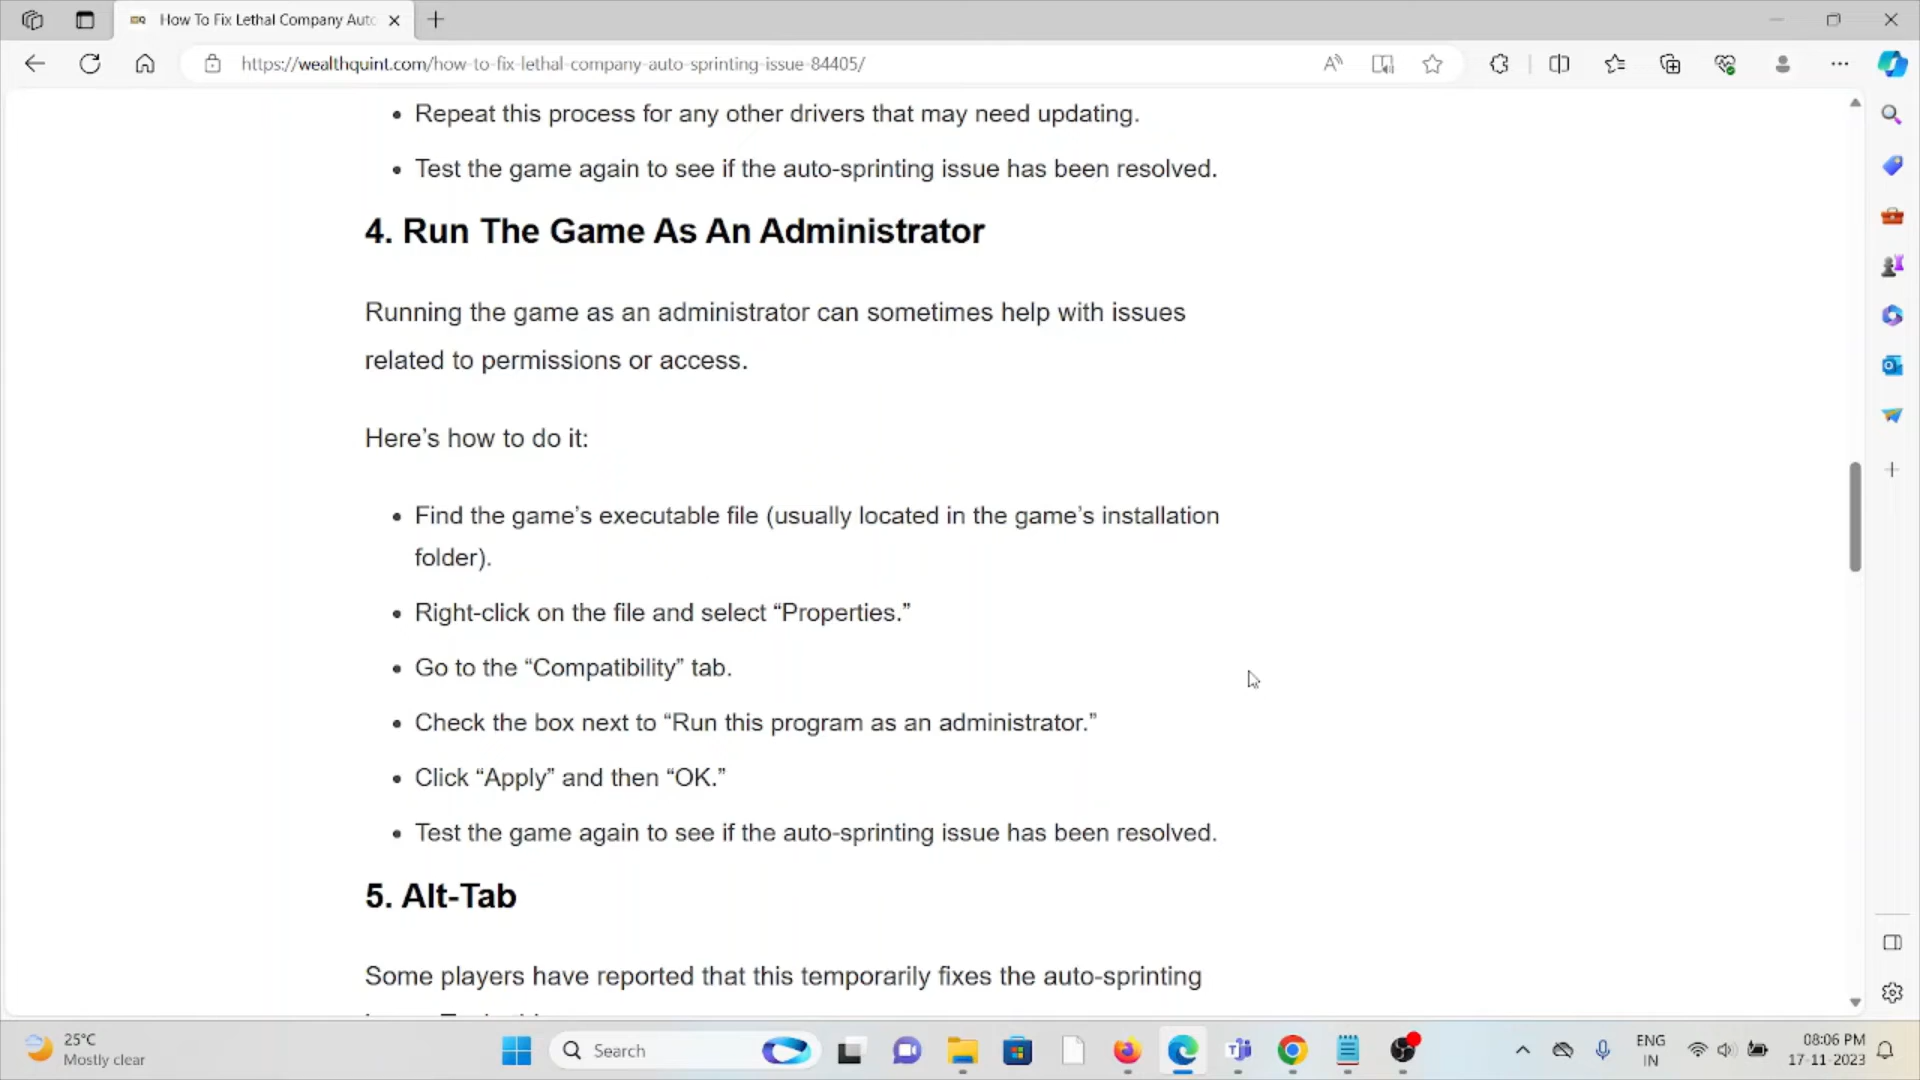 How To Fix Lethal Company Auto
https://wealthquint.com/how-to-fix-lethal-company-auto-sprinting-issue-84405/
• Repeat this process for any other drivers that may need updating.
• Test the game again to see if the auto-sprinting issue has been resolved.
4. Run The Game As An Administrator
Running the game as an administrator can sometimes help with issues
related to permissions or access.
Here’s how to do it:
• Find the game’s executable file (usually located in the game’s installation
folder).
• Right-click on the file and select “Properties.”
• Go to the “Compatibility” tab.
• Check the box next to “Run this program as an administrator.”
• Click “Apply” and then “OK.”
• Test the game again to see if the auto-sprinting issue has been resolved.
5. Alt-Tab
Some players have reported that this temporarily fixes the auto-sprinting
25°C
Mostly clear
Search
ENG
IN
08:06 PM
17-11-2023